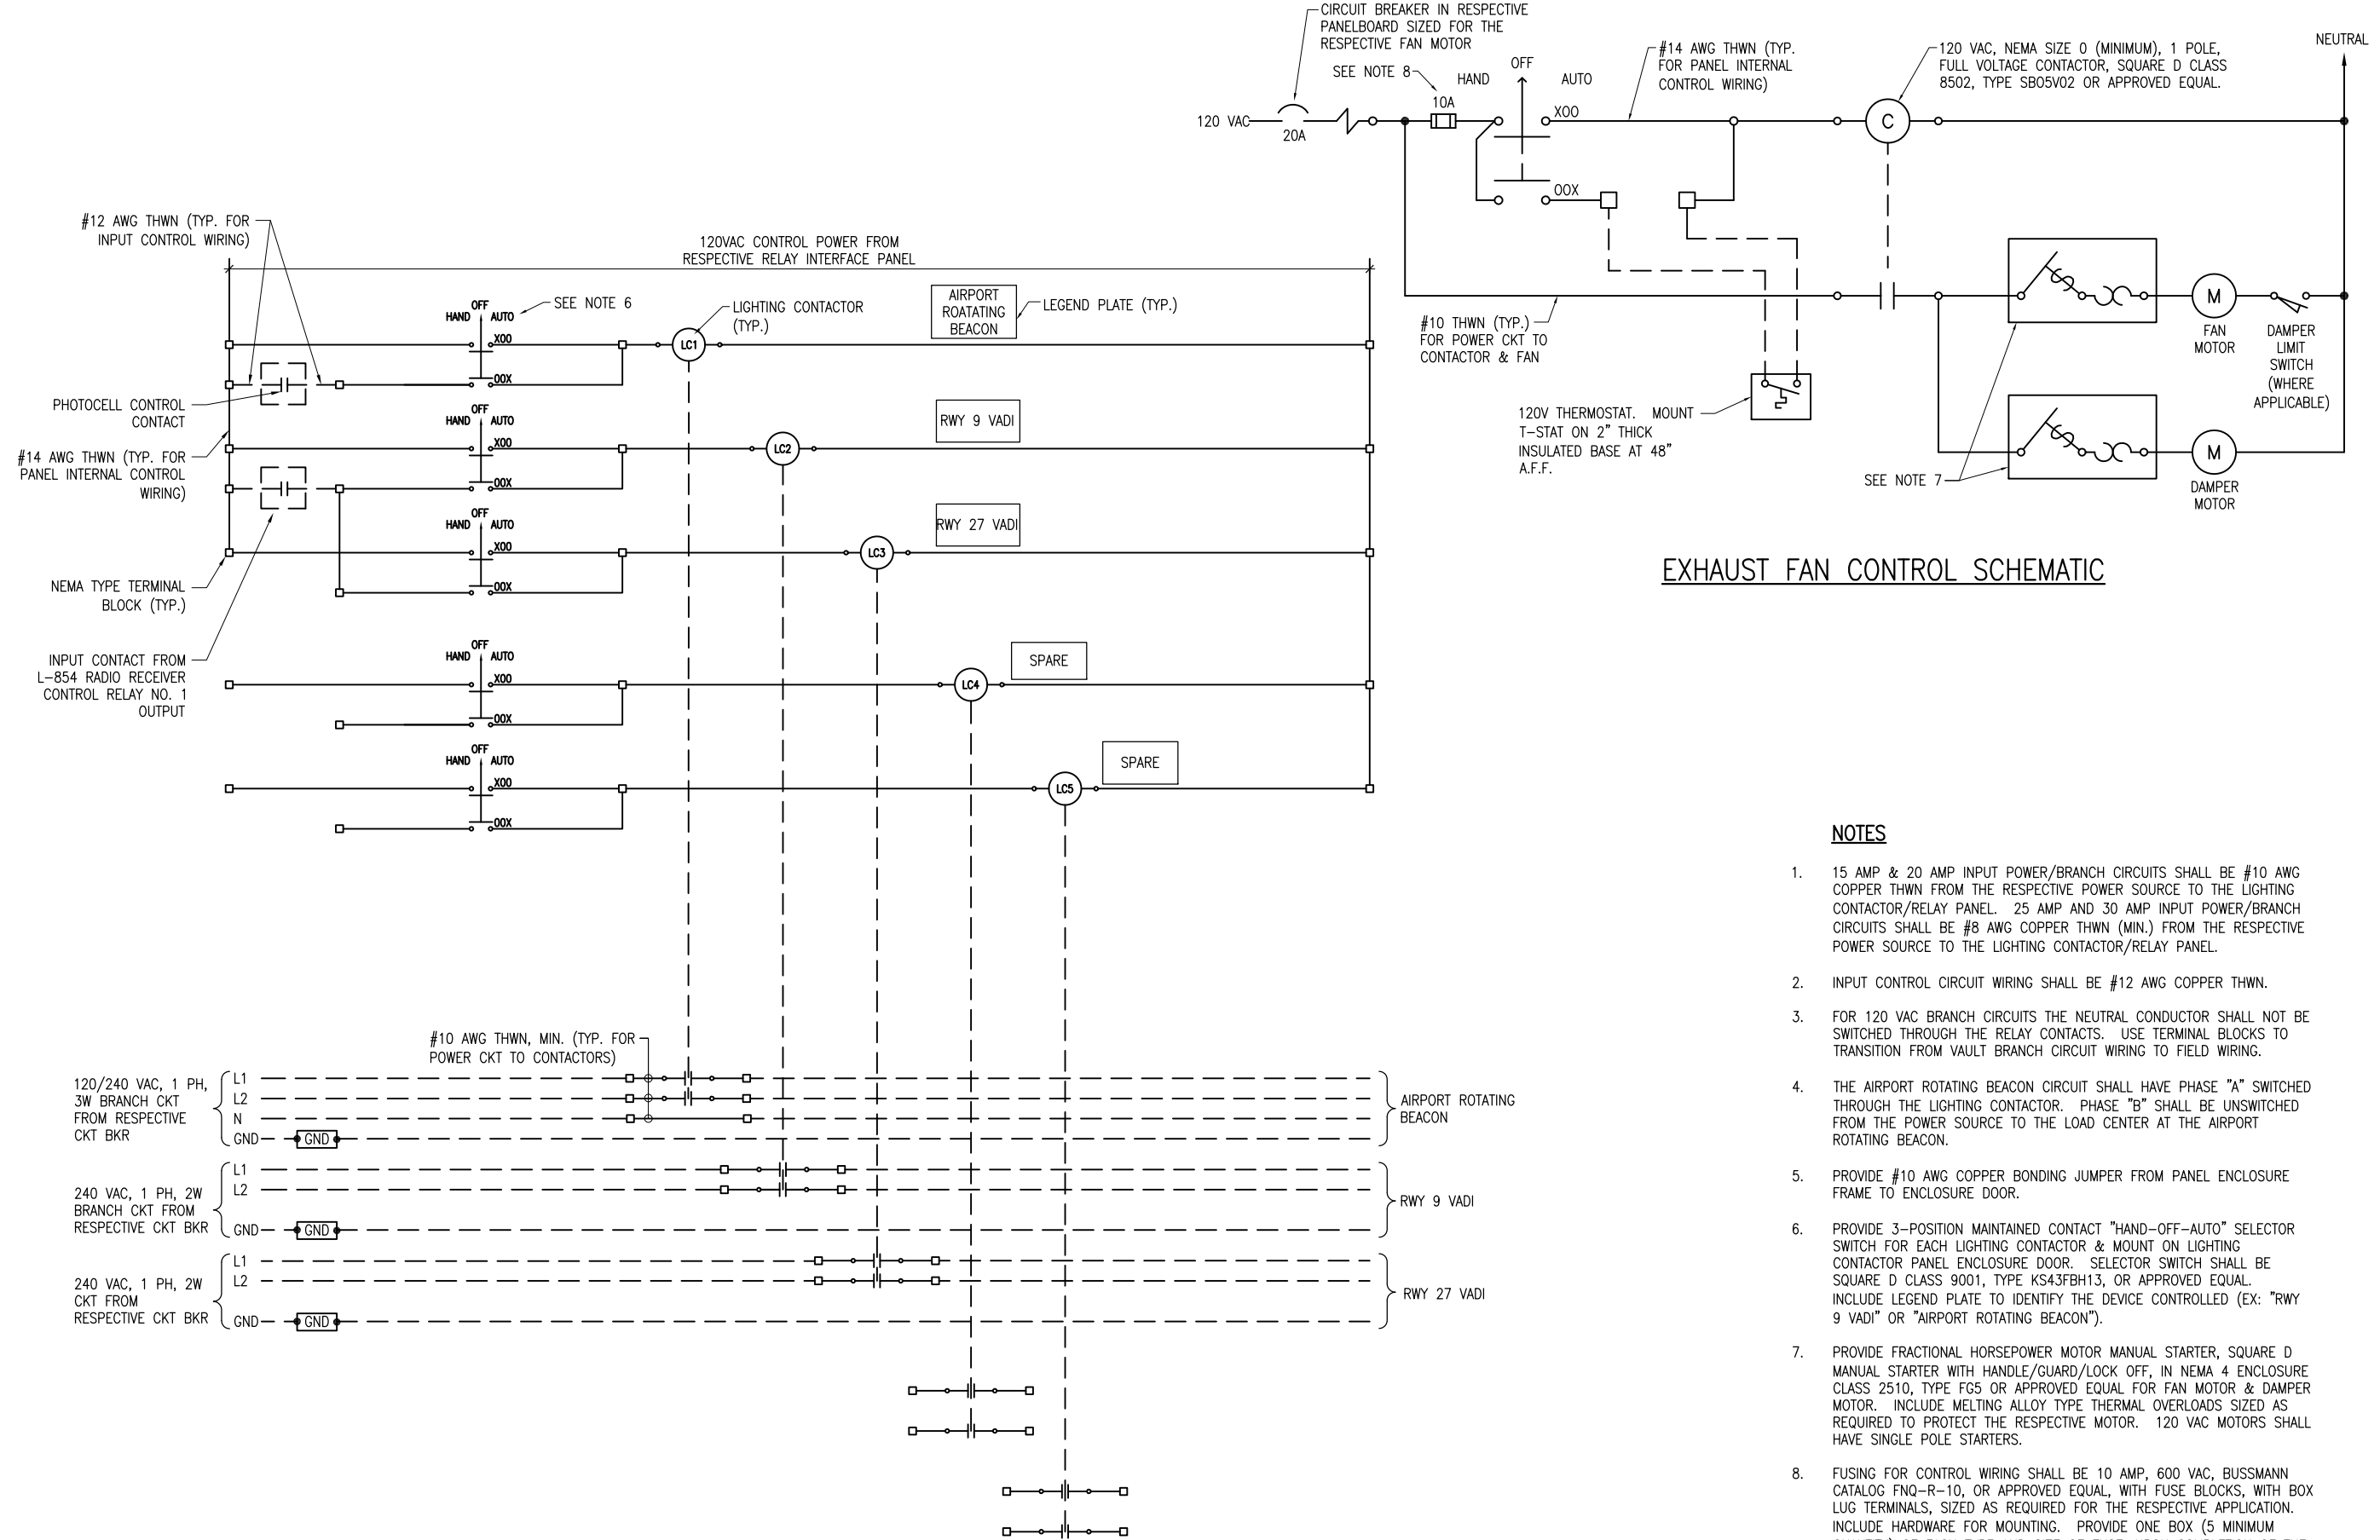 CIRCUIT BREAKER IN RESPECTIVE
PANELBOARD SIZED FOR THE
RESPECTIVE FAN MOTOR
SEE NOTE 8
HAND
OFF
AUTO
#14 AWG THWN (TYP.
FOR PANEL INTERNAL
CONTROL WIRING)
120 VAC, NEMA SIZE 0 (MINIMUM), 1 POLE,
FULL VOLTAGE CONTACTOR, SQUARE D CLASS
8502, TYPE SBO5V02 OR APPROVED EQUAL.
NEUTRAL
120 VAC
20A
10A
XOO
C
OOX
#10 THWN (TYP.)
FOR POWER CKT TO
CONTACTOR & FAN
M
FAN
MOTOR
DAMPER
LIMIT
SWITCH
(WHERE
APPLICABLE)
120V THERMOSTAT. MOUNT
T-STAT ON 2" THICK
INSULATED BASE AT 48"
A.F.F.
SEE NOTE 7
M
DAMPER
MOTOR
EXHAUST FAN CONTROL SCHEMATIC
#12 AWG THWN (TYP. FOR
INPUT CONTROL WIRING)
120VAC CONTROL POWER FROM
RESPECTIVE RELAY INTERFACE PANEL
OFF
HAND AUTO
SEE NOTE 6
LIGHTING CONTACTOR
(TYP.)
AIRPORT
ROATATING
BEACON
LEGEND PLATE (TYP.)
XOO
LC1
OOX
PHOTOCELL CONTROL
CONTACT
OFF
HAND AUTO
RWY 9 VADI
XOO
LC2
#14 AWG THWN (TYP. FOR
PANEL INTERNAL CONTROL
WIRING)
OOX
OFF
HAND AUTO
RWY 27 VADI
XOO
LC3
OOX
NEMA TYPE TERMINAL
BLOCK (TYP.)
INPUT CONTACT FROM
L-854 RADIO RECEIVER
CONTROL RELAY NO. 1
OUTPUT
OFF
HAND AUTO
SPARE
XOO
LC4
OOX
OFF
HAND AUTO
SPARE
XOO
LC5
OOX
#10 AWG THWN, MIN. (TYP. FOR
POWER CKT TO CONTACTORS)
120/240 VAC, 1 PH,
3W BRANCH CKT
FROM RESPECTIVE
CKT BKR
L1
L2
N
GND
GND
AIRPORT ROTATING
BEACON
240 VAC, 1 PH, 2W
BRANCH CKT FROM
RESPECTIVE CKT BKR
L1
L2
GND
GND
RWY 9 VADI
240 VAC, 1 PH, 2W
CKT FROM
RESPECTIVE CKT BKR
L1
L2
GND
GND
RWY 27 VADI
NOTES
1. 15 AMP & 20 AMP INPUT POWER/BRANCH CIRCUITS SHALL BE #10 AWG
COPPER THWN FROM THE RESPECTIVE POWER SOURCE TO THE LIGHTING
CONTACTOR/RELAY PANEL. 25 AMP AND 30 AMP INPUT POWER/BRANCH
CIRCUITS SHALL BE #8 AWG COPPER THWN (MIN.) FROM THE RESPECTIVE
POWER SOURCE TO THE LIGHTING CONTACTOR/RELAY PANEL.
2. INPUT CONTROL CIRCUIT WIRING SHALL BE #12 AWG COPPER THWN.
3. FOR 120 VAC BRANCH CIRCUITS THE NEUTRAL CONDUCTOR SHALL NOT BE
SWITCHED THROUGH THE RELAY CONTACTS. USE TERMINAL BLOCKS TO
TRANSITION FROM VAULT BRANCH CIRCUIT WIRING TO FIELD WIRING.
4. THE AIRPORT ROTATING BEACON CIRCUIT SHALL HAVE PHASE "A" SWITCHED
THROUGH THE LIGHTING CONTACTOR. PHASE "B" SHALL BE UNSWITCHED
FROM THE POWER SOURCE TO THE LOAD CENTER AT THE AIRPORT
ROTATING BEACON.
5. PROVIDE #10 AWG COPPER BONDING JUMPER FROM PANEL ENCLOSURE
FRAME TO ENCLOSURE DOOR.
6. PROVIDE 3-POSITION MAINTAINED CONTACT "HAND-OFF-AUTO" SELECTOR
SWITCH FOR EACH LIGHTING CONTACTOR & MOUNT ON LIGHTING
CONTACTOR PANEL ENCLOSURE DOOR. SELECTOR SWITCH SHALL BE
SQUARE D CLASS 9001, TYPE KS43FBH13, OR APPROVED EQUAL.
INCLUDE LEGEND PLATE TO IDENTIFY THE DEVICE CONTROLLED (EX: "RWY
9 VADI" OR "AIRPORT ROTATING BEACON").
7. PROVIDE FRACTIONAL HORSEPOWER MOTOR MANUAL STARTER, SQUARE D
MANUAL STARTER WITH HANDLE/GUARD/LOCK OFF, IN NEMA 4 ENCLOSURE
CLASS 2510, TYPE FG5 OR APPROVED EQUAL FOR FAN MOTOR & DAMPER
MOTOR. INCLUDE MELTING ALLOY TYPE THERMAL OVERLOADS SIZED AS
REQUIRED TO PROTECT THE RESPECTIVE MOTOR. 120 VAC MOTORS SHALL
HAVE SINGLE POLE STARTERS.
8. FUSING FOR CONTROL WIRING SHALL BE 10 AMP, 600 VAC, BUSSMANN
CATALOG FNQ-R-10, OR APPROVED EQUAL, WITH FUSE BLOCKS, WITH BOX
LUG TERMINALS, SIZED AS REQUIRED FOR THE RESPECTIVE APPLICATION.
INCLUDE HARDWARE FOR MOUNTING. PROVIDE ONE BOX (5 MINIMUM